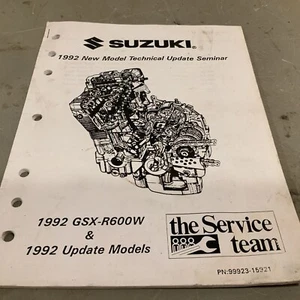 SUZUKI®
1992 New Model Technical Update Seminar
1992 GSX-R600W
&
1992 Update Models
the Service
team
PN:99923-15921